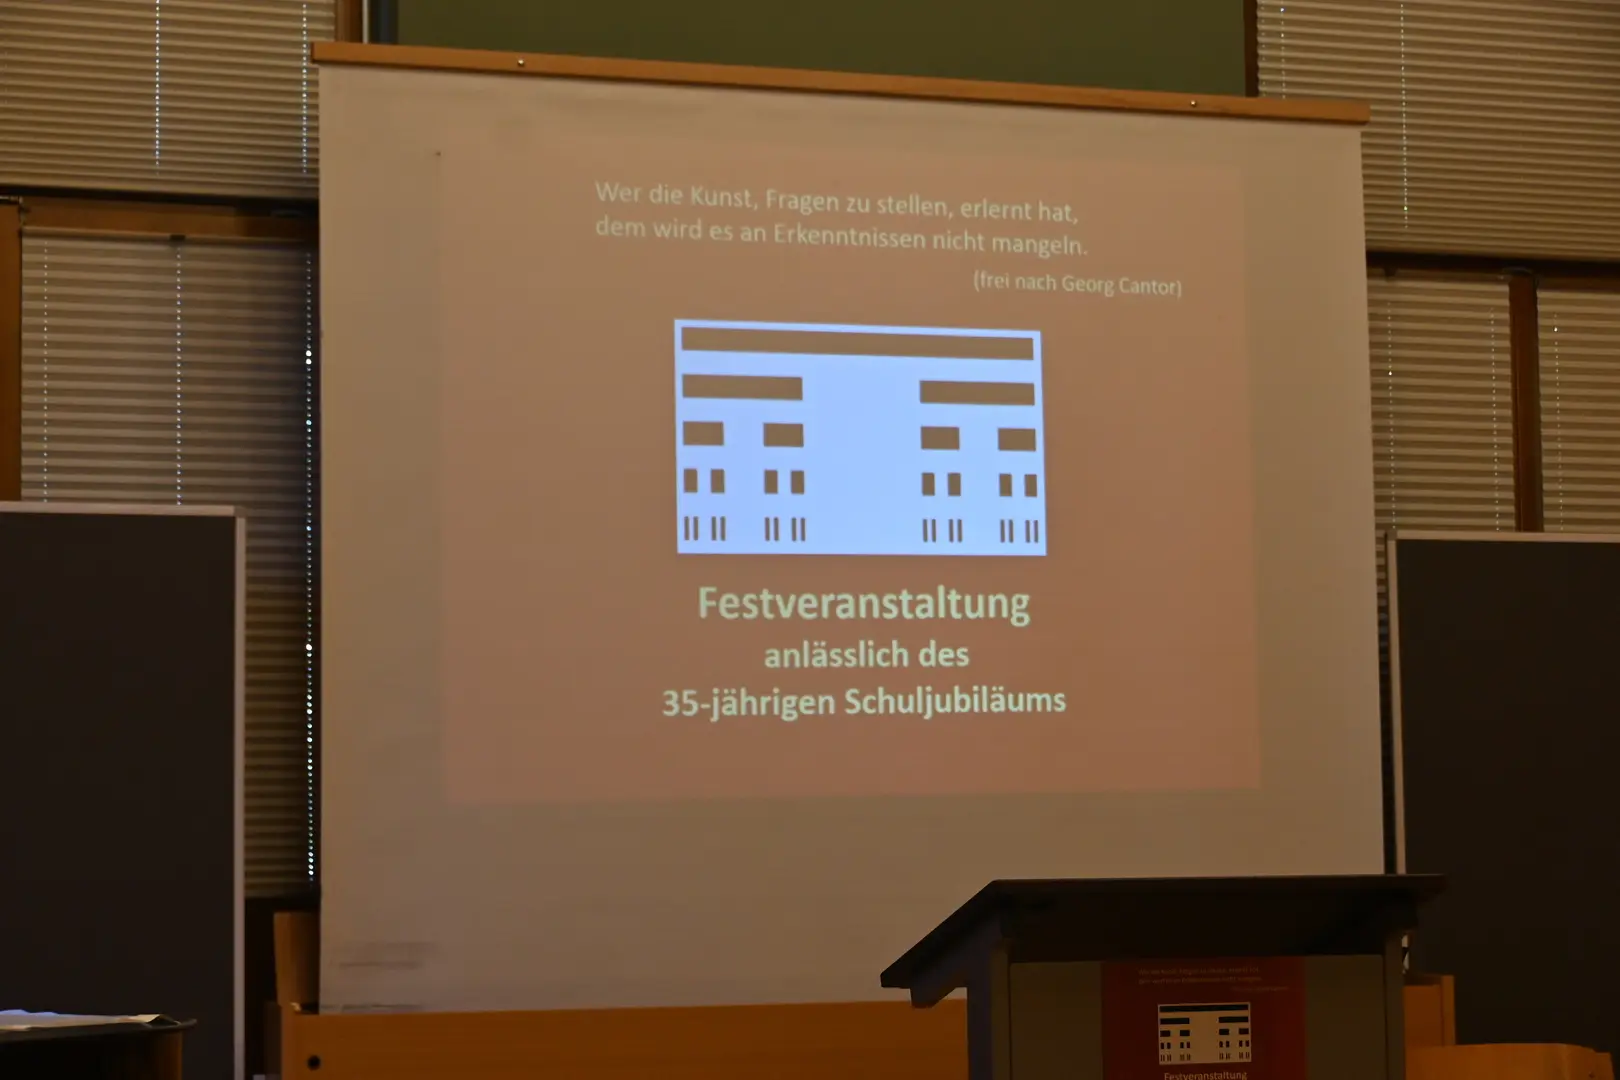 Wer die Kunst, Fragen zu stellen, erlernt hat,
dem wird es an Erkenntnissen nicht mangeln.
(frei nach Georg Cantor)
Festveranstaltung
anlässlich des
35-jährigen Schuljubiläums
Festveranstaltung